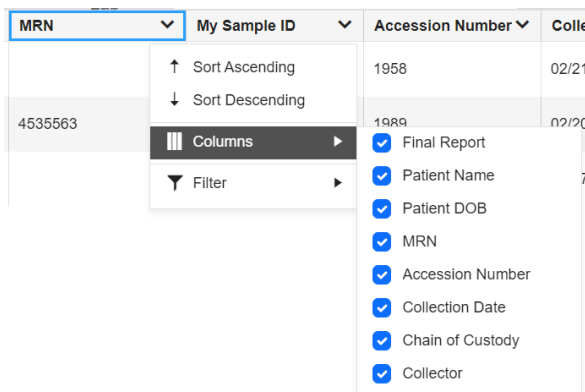 MRN My Sample ID Accession Number Colle
Sort Ascending
1958 02/21
Sort Descending
4535563 1989 02/20
Columns
Final Report
Patient Name
Filter
Patient DOB
MRN
Accession Number
Collection Date
Chain of Custody
Collector